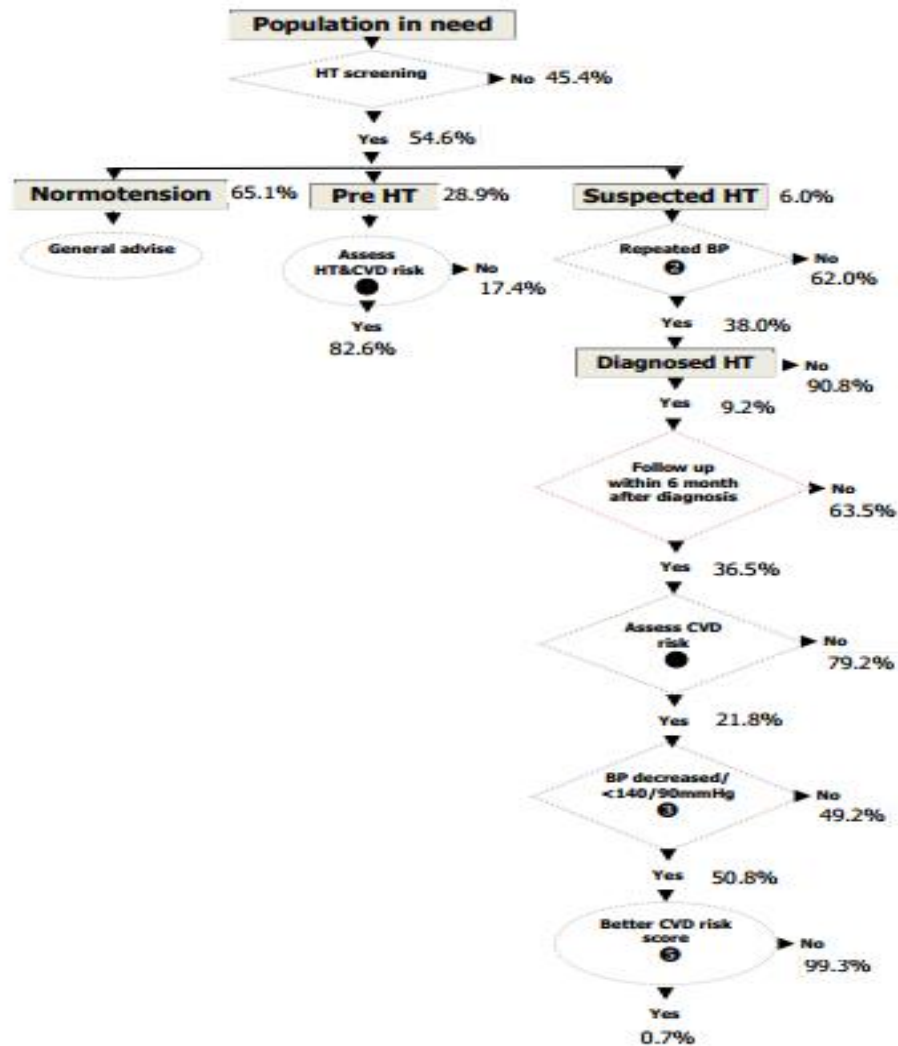 Population in need
HT screening
No 45.4%
Yes 54.6%
Normotension 65.1%
Pre HT 28.9%
Suspected HT 6.0%
General advise
Assess
HT&CVD risk
No
17.4%
Yes
82.6%
Repeated BP
❷
No
62.0%
Yes 38.0%
Diagnosed HT
No
90.8%
Yes 9.2%
Follow up
within 6 month
after diagnosis
No
63.5%
Yes 36.5%
Assess CVD
risk
No
79.2%
Yes 21.8%
BP decreased/
<140/90mmHg
❸
No
49.2%
Yes 50.8%
Better CVD risk
score
❺
No
99.3%
Yes
0.7%